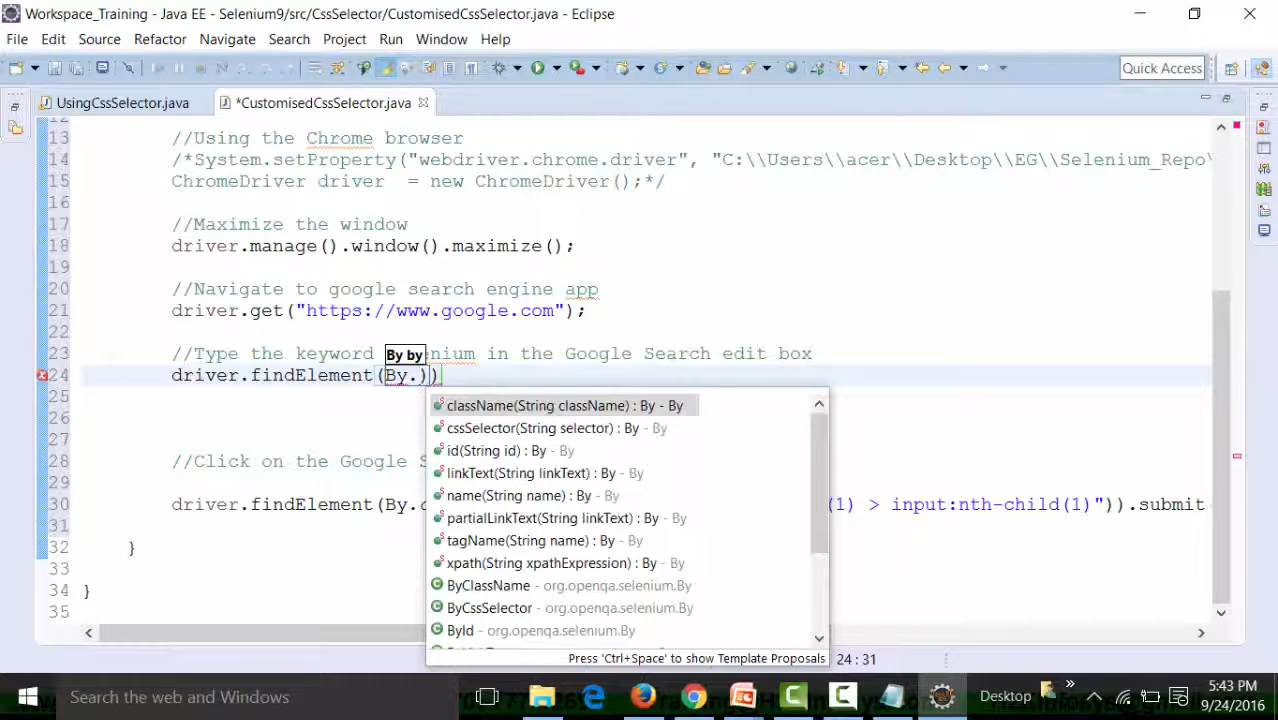 Workspace_Training - Java EE - Selenium9/src/CssSelector/CustomisedCssSelector.java - Eclipse
File Edit Source Refactor Navigate Search Project Run Window Help
Quick Access
UsingCssSelector.java *CustomisedCssSelector.java
12
13 //Using the Chrome browser
14 /*System.setProperty("webdriver.chrome.driver", "C:\\Users\\acer\\Desktop\\EG\\Selenium_Repo\
15 ChromeDriver driver = new ChromeDriver();*/
16
17 //Maximize the window
18 driver.manage().window().maximize();
19
20 //Navigate to google search engine app
21 driver.get("https://www.google.com");
22
23 //Type the keyword By by enium in the Google Search edit box
24 driver.findElement(By.))
25
26
className(String className) : By - By
cssSelector(String selector) : By - By
id(String id) : By - By
linkText(String linkText) : By - By
name(String name) : By - By
partialLinkText(String linkText) : By - By
tagName(String name) : By - By
xpath(String xpathExpression) : By - By
ByClassName - org.openqa.selenium.By
ByCssSelector - org.openqa.selenium.By
ById - org.openqa.selenium.By
Press 'Ctrl+Space' to show Template Proposals
28 //Click on the Google S
29
30 driver.findElement(By.c (1) > input:nth-child(1)")).submit
31
32 }
33
34 }
35
24 : 31
Search the web and Windows
Desktop
5:43 PM
9/24/2016